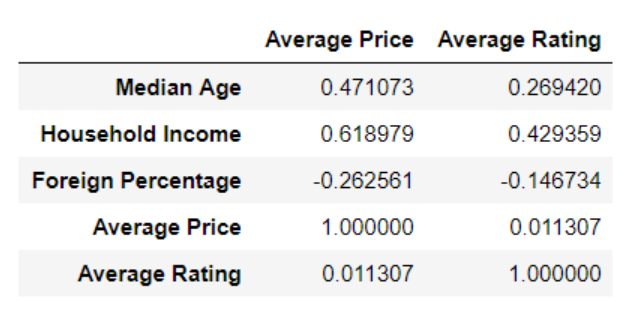 Average Price Average Rating
Median Age 0.471073 0.269420
Household Income 0.618979 0.429359
Foreign Percentage -0.262561 -0.146734
Average Price 1.000000 0.011307
Average Rating 0.011307 1.000000